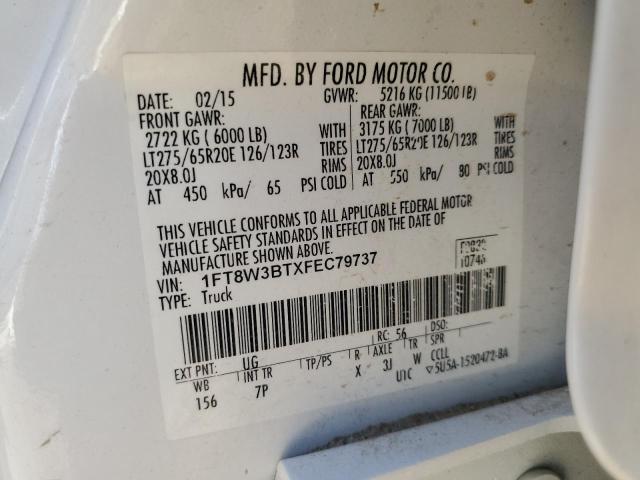 MFD. BY FORD MOTOR CO.
DATE: 02/15 GVWR: 5216 KG (11500 LB)
FRONT GAWR: REAR GAWR:
2722 KG ( 6000 LB) WITH 3175 KG ( 7000 LB) WITH
LT275/65R20E 126/123R TIRES LT275/65R20E 126/123R TIRES
20X8.0J RIMS 20X8.0J RIMS
AT 450 kPa/ 65 PSI COLD AT 550 kPa/ 80 PSI COLD
THIS VEHICLE CONFORMS TO ALL APPLICABLE FEDERAL MOTOR
VEHICLE SAFETY STANDARDS IN EFFECT ON THE DATE OF
MANUFACTURE SHOWN ABOVE.
VIN: 1FT8W3BTXFEC79737
TYPE: Truck
EXT PNT: UG RC: 56 DSO:
WB INT TR TP/PS R AXLE TR SPR
156 7P X 3J W CCLL
U1C 5U5A-1520472-BA